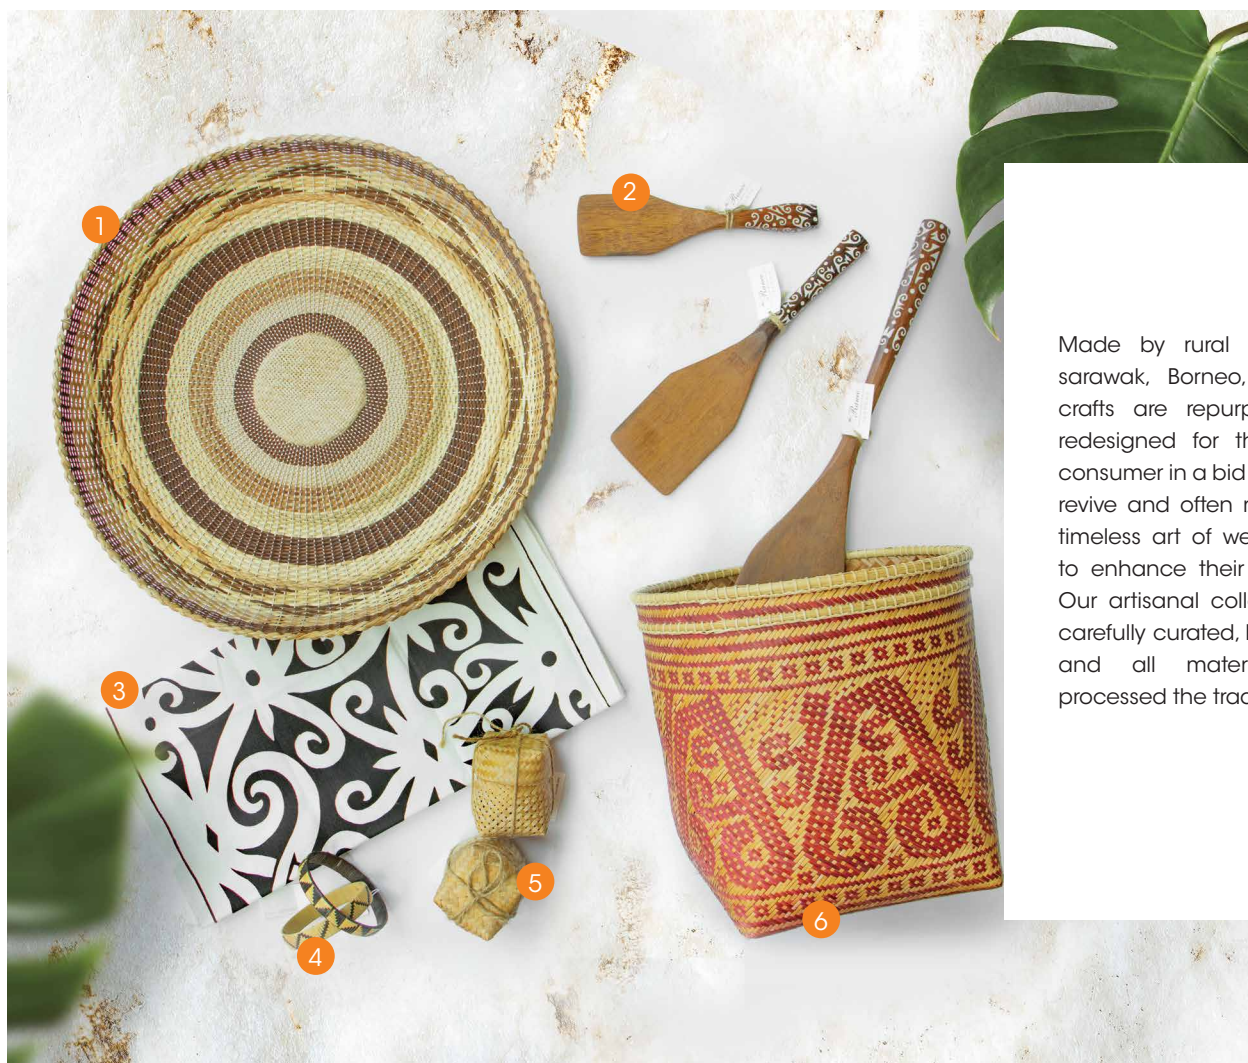 1
2
3
4
5
6
Made by rural
sarawak, Borneo,
crafts are repurp
redesigned for th
consumer in a bid
revive and often r
timeless art of we
to enhance their
Our artisanal coll
carefully curated,
and all mater
processed the trac